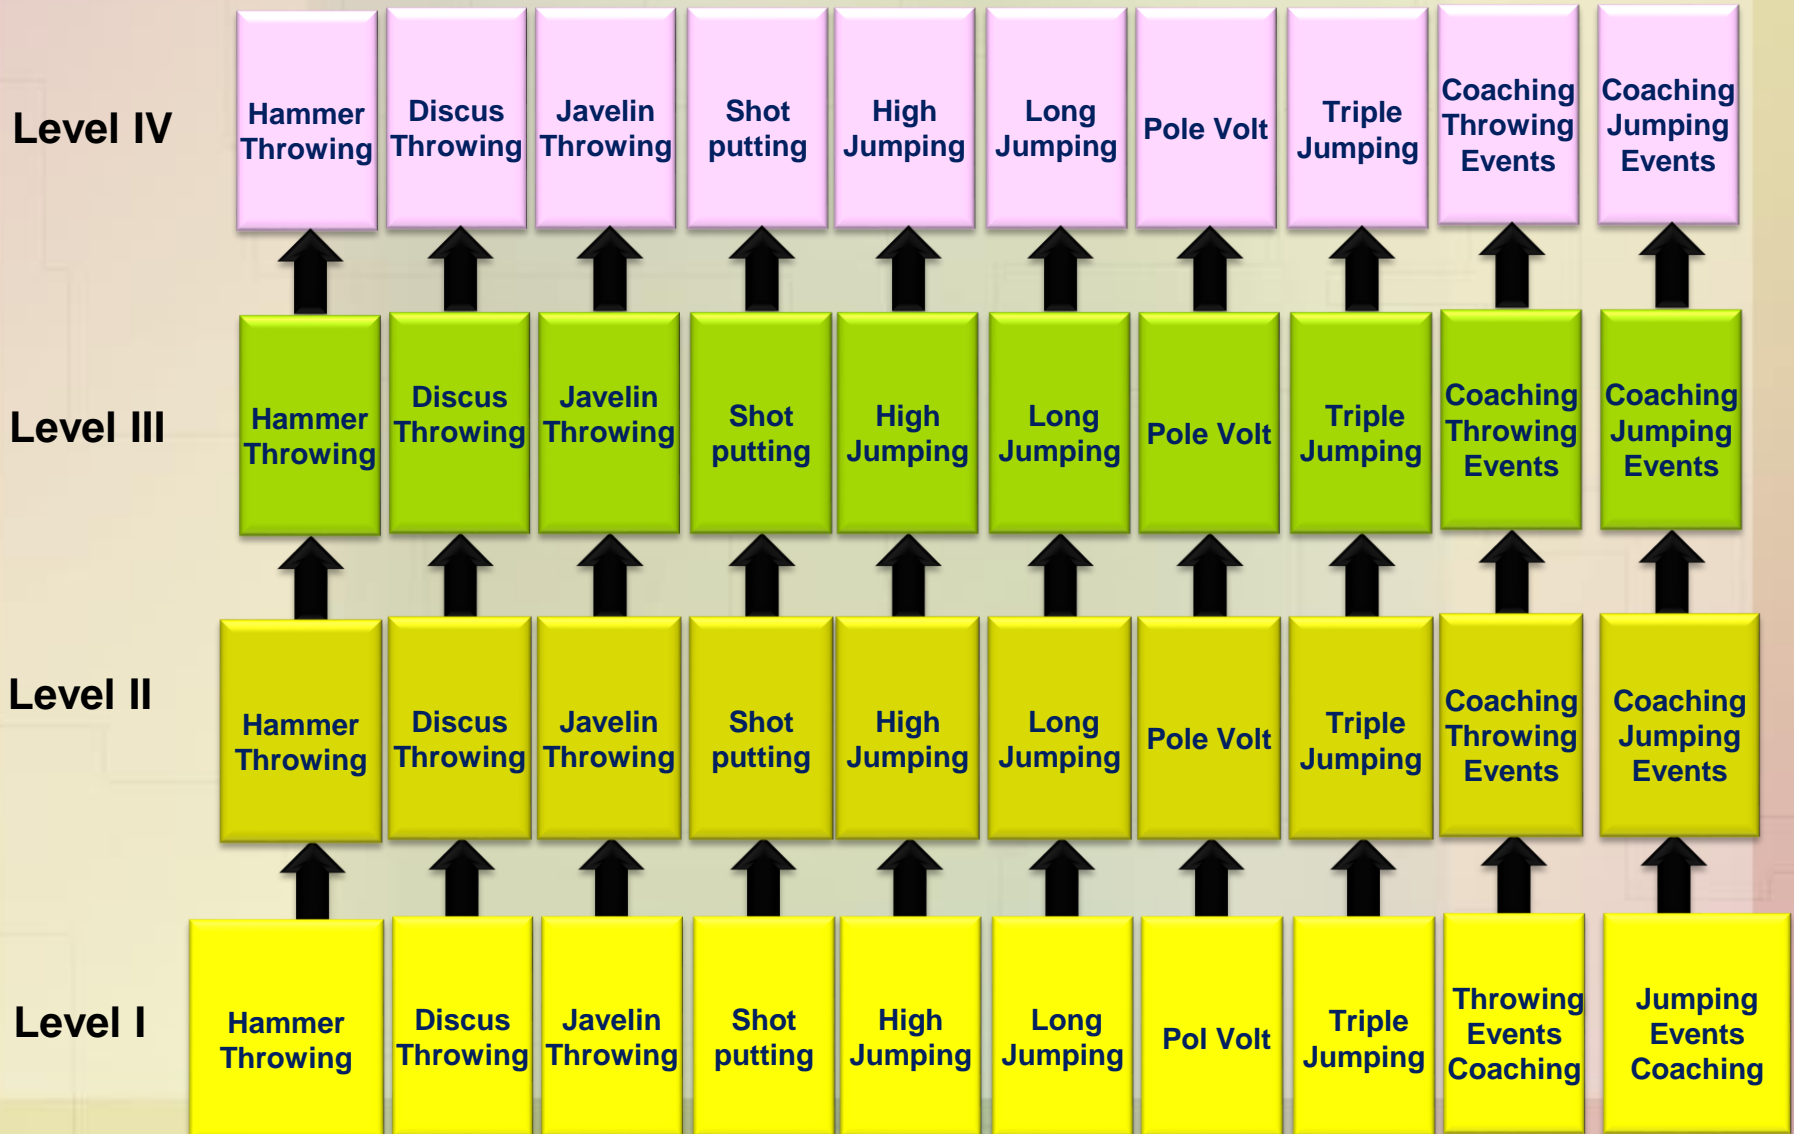 Level IV
Hammer
Throwing
Discus
Throwing
Javelin
Throwing
Shot
putting
High
Jumping
Long
Jumping
Pole Volt
Triple
Jumping
Coaching
Throwing
Events
Coaching
Jumping
Events
Level III
Hammer
Throwing
Discus
Throwing
Javelin
Throwing
Shot
putting
High
Jumping
Long
Jumping
Pole Volt
Triple
Jumping
Coaching
Throwing
Events
Coaching
Jumping
Events
Level II
Hammer
Throwing
Discus
Throwing
Javelin
Throwing
Shot
putting
High
Jumping
Long
Jumping
Pole Volt
Triple
Jumping
Coaching
Throwing
Events
Coaching
Jumping
Events
Level I
Hammer
Throwing
Discus
Throwing
Javelin
Throwing
Shot
putting
High
Jumping
Long
Jumping
Pol Volt
Triple
Jumping
Throwing
Events
Coaching
Jumping
Events
Coaching